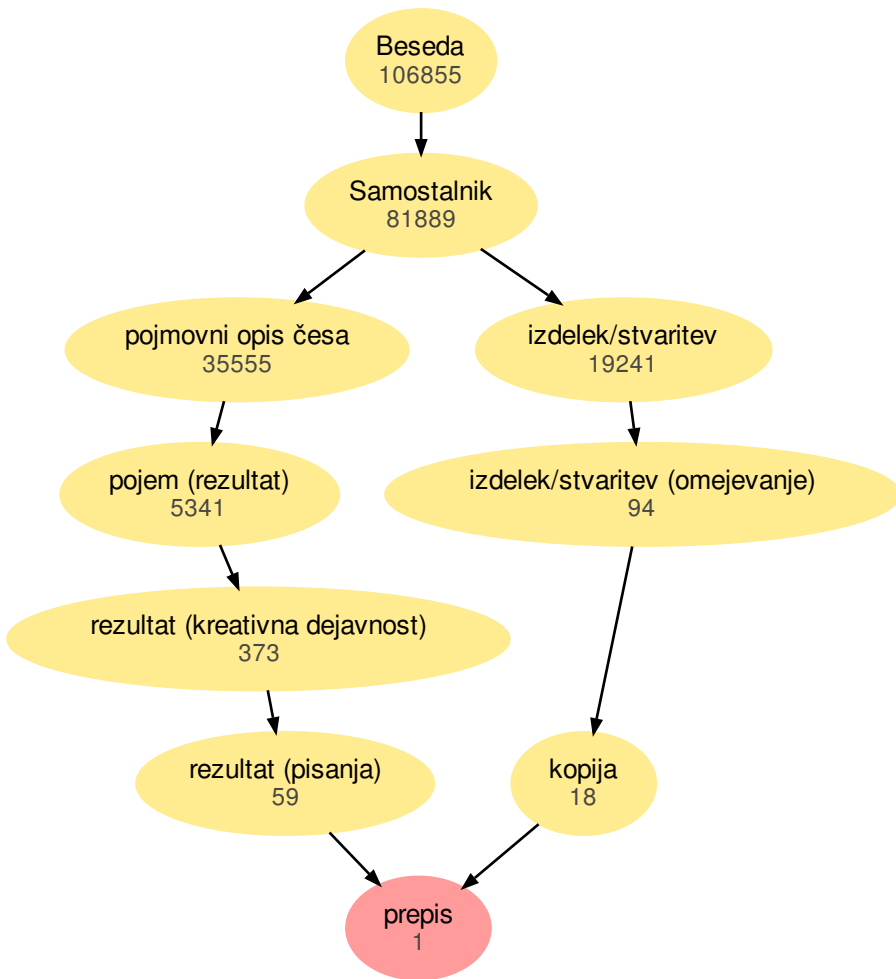 Beseda
106855
Samostalnik
81889
pojmovni opis česa
35555
izdelek/stvaritev
19241
pojem (rezultat)
5341
izdelek/stvaritev (omejevanje)
94
rezultat (kreativna dejavnost)
373
rezultat (pisanja)
59
kopija
18
prepis
1